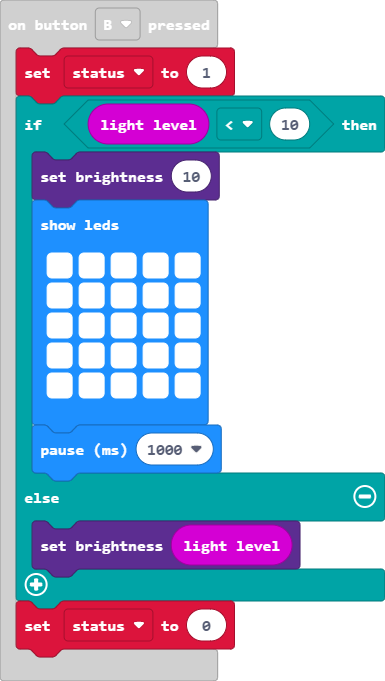 on button B pressed
set status to 1
if light level < 10 then
set brightness 10
show leds
pause (ms) 1000
else
set brightness light level
set status to 0